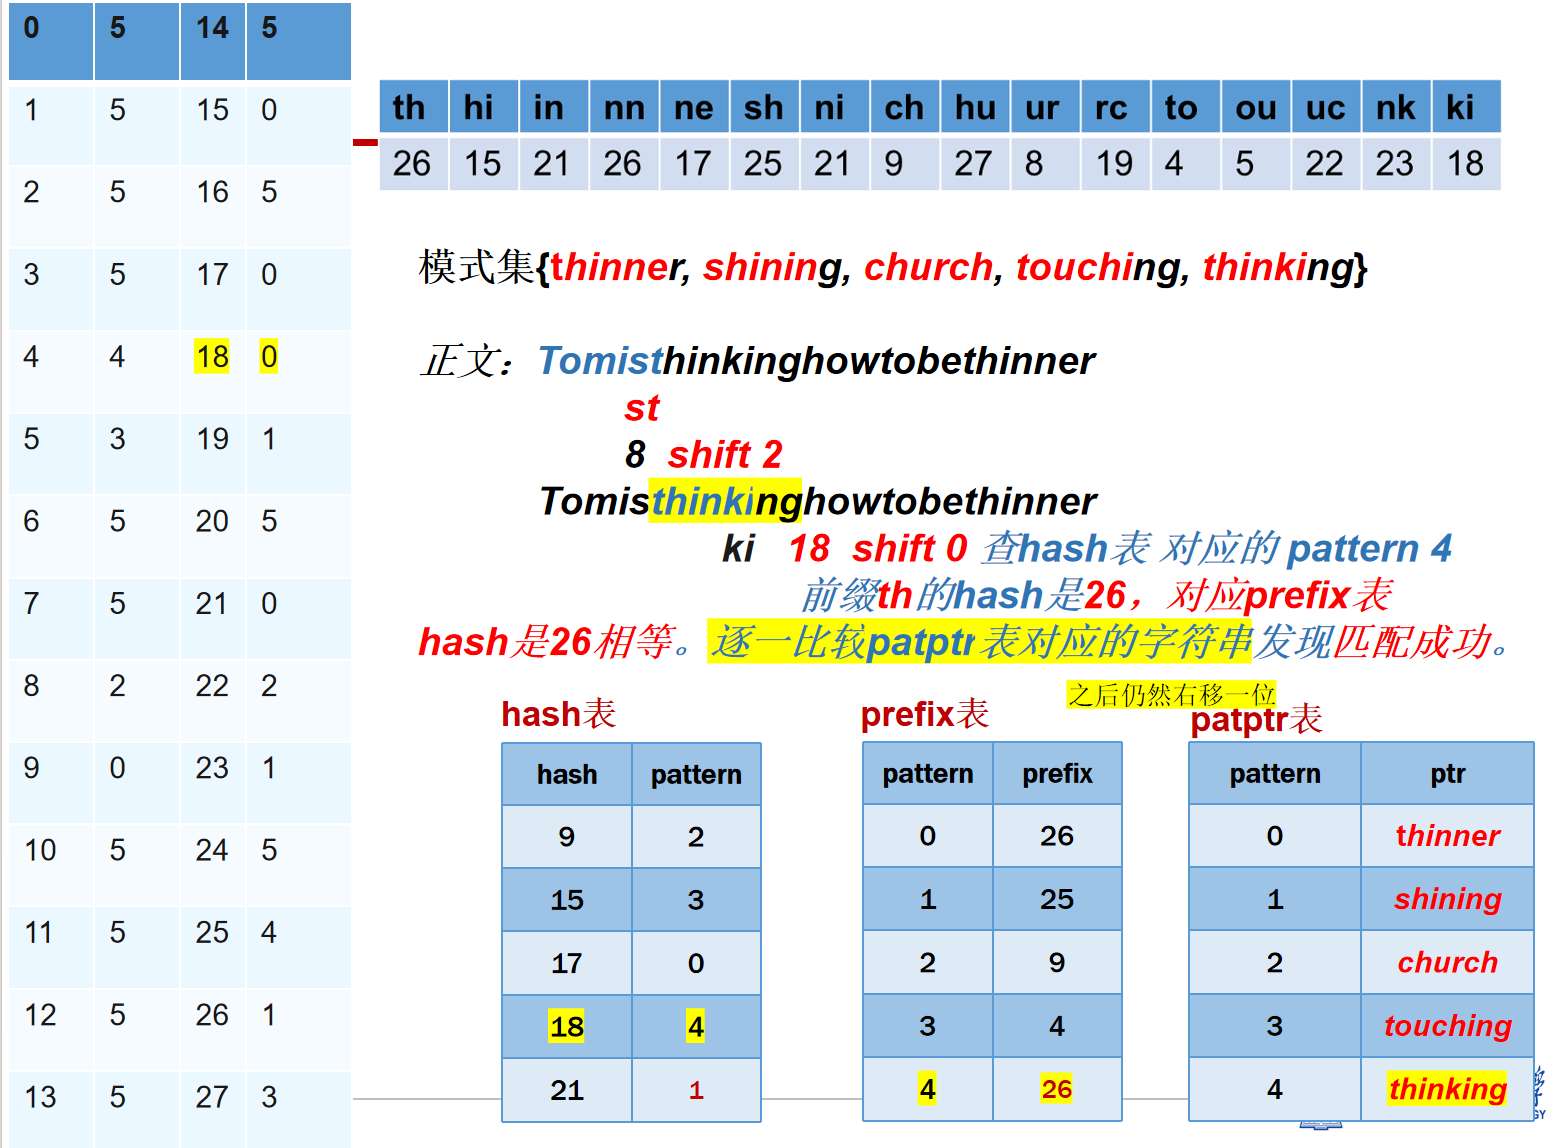 0 5 14 5
1 5 15 0
2 5 16 5
3 5 17 0
4 4 18 0
5 3 19 1
6 5 20 5
7 5 21 0
8 2 22 2
9 0 23 1
10 5 24 5
11 5 25 4
12 5 26 1
13 5 27 3
th hi in nn ne sh ni ch hu ur rc to ou uc nk ki
26 15 21 26 17 25 21 9 27 8 19 4 5 22 23 18
模式集{thinner, shining, church, touching, thinking}
正文：Tomisthinkinghowtobethinner
st
8 shift 2
Tomisthinkinghowtobethinner
ki 18 shift 0 查hash表 对应的 pattern 4
前缀th的hash是26，对应prefix表
hash是26相等。逐一比较patptr表对应的字符串发现匹配成功。
之后仍然右移一位
hash表
hash pattern
9 2
15 3
17 0
18 4
21 1
prefix表
pattern prefix
0 26
1 25
2 9
3 4
4 26
patptr表
pattern ptr
0 thinner
1 shining
2 church
3 touching
4 thinking